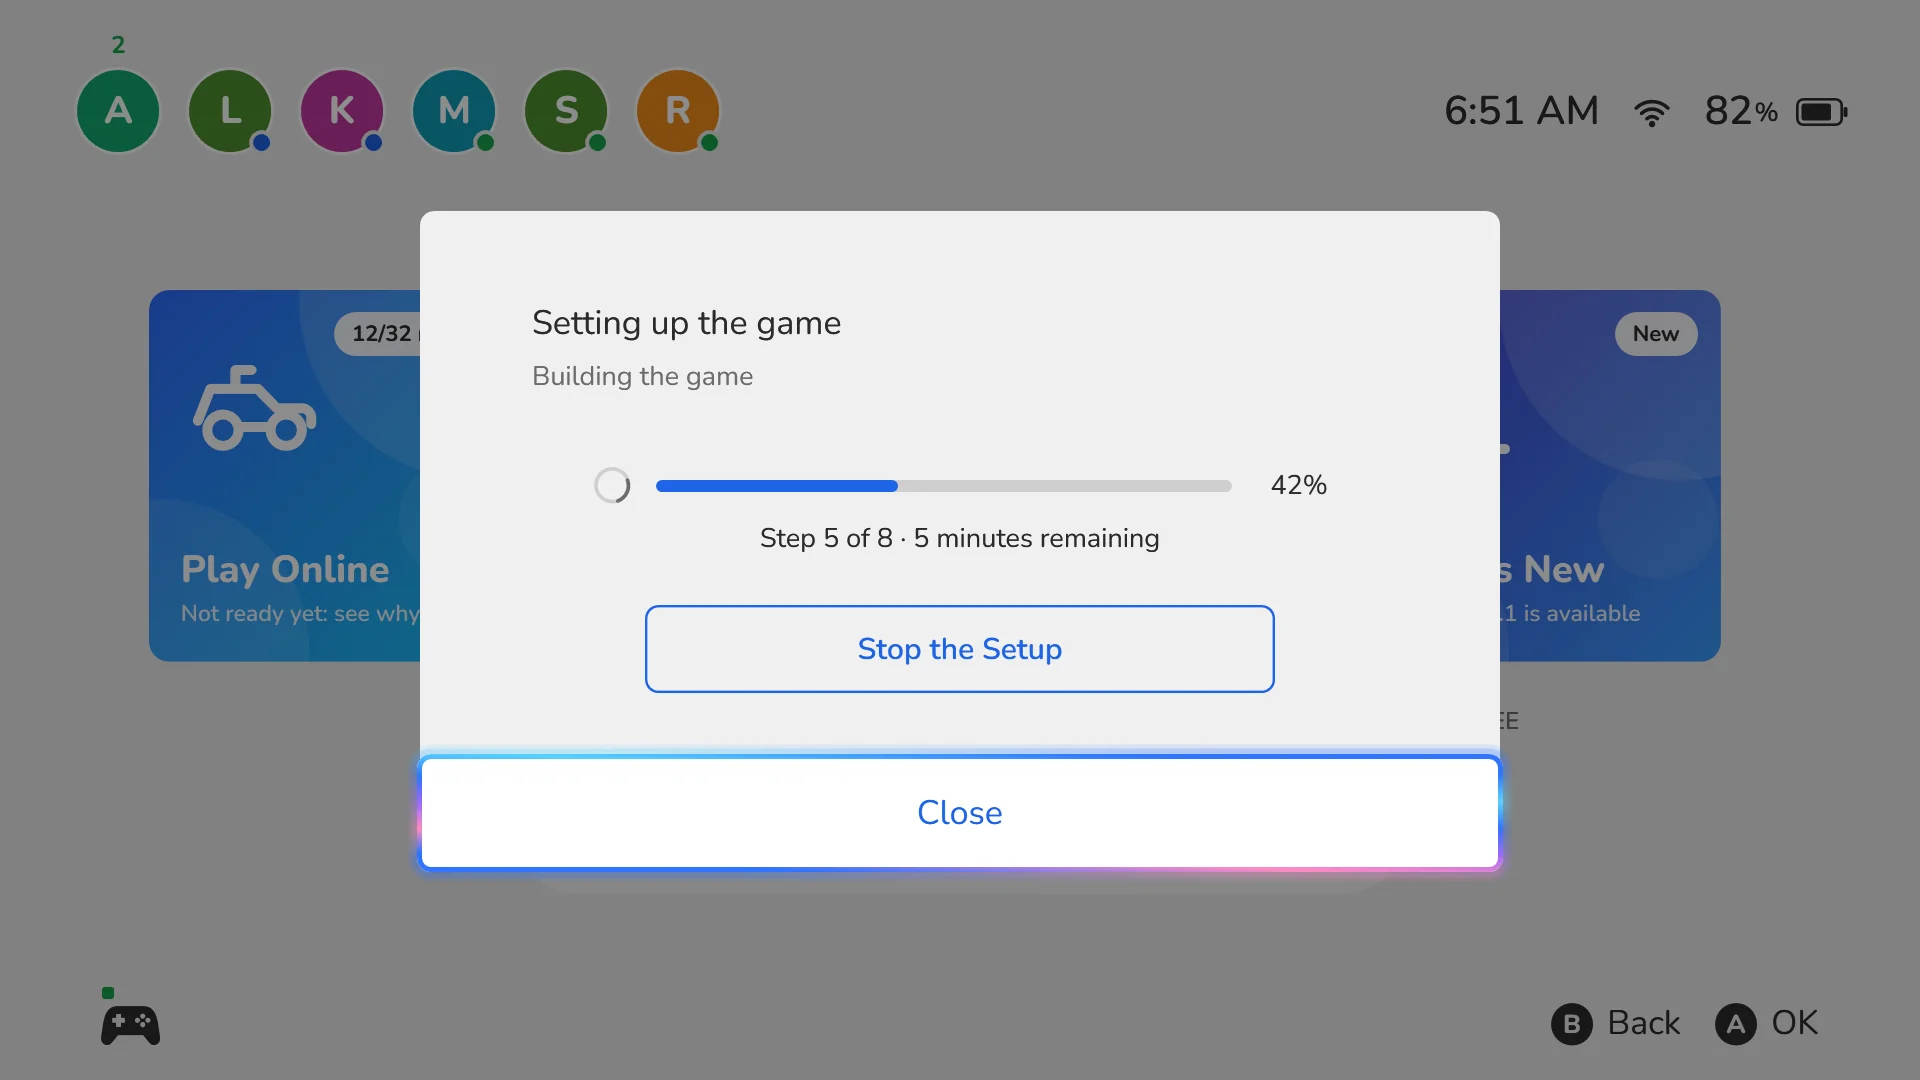 2
A L K M S R
6:51 AM 82%
12/32
New
Setting up the game
Building the game
42%
Step 5 of 8 · 5 minutes remaining
Play Online
Not ready yet: see why
s New
.1 is available
Stop the Setup
EE
Close
B Back A OK